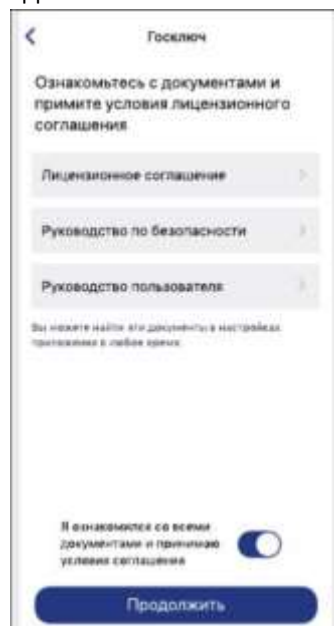 Госключ
Ознакомьтесь с документами и
примите условия лицензионного
соглашения
Лицензионное соглашение
Руководство по безопасности
Руководство пользователя
Вы можете найти эти документы в настройках
приложения в любое время.
Я ознакомился со всеми
документами и принимаю
условия соглашения
Продолжить